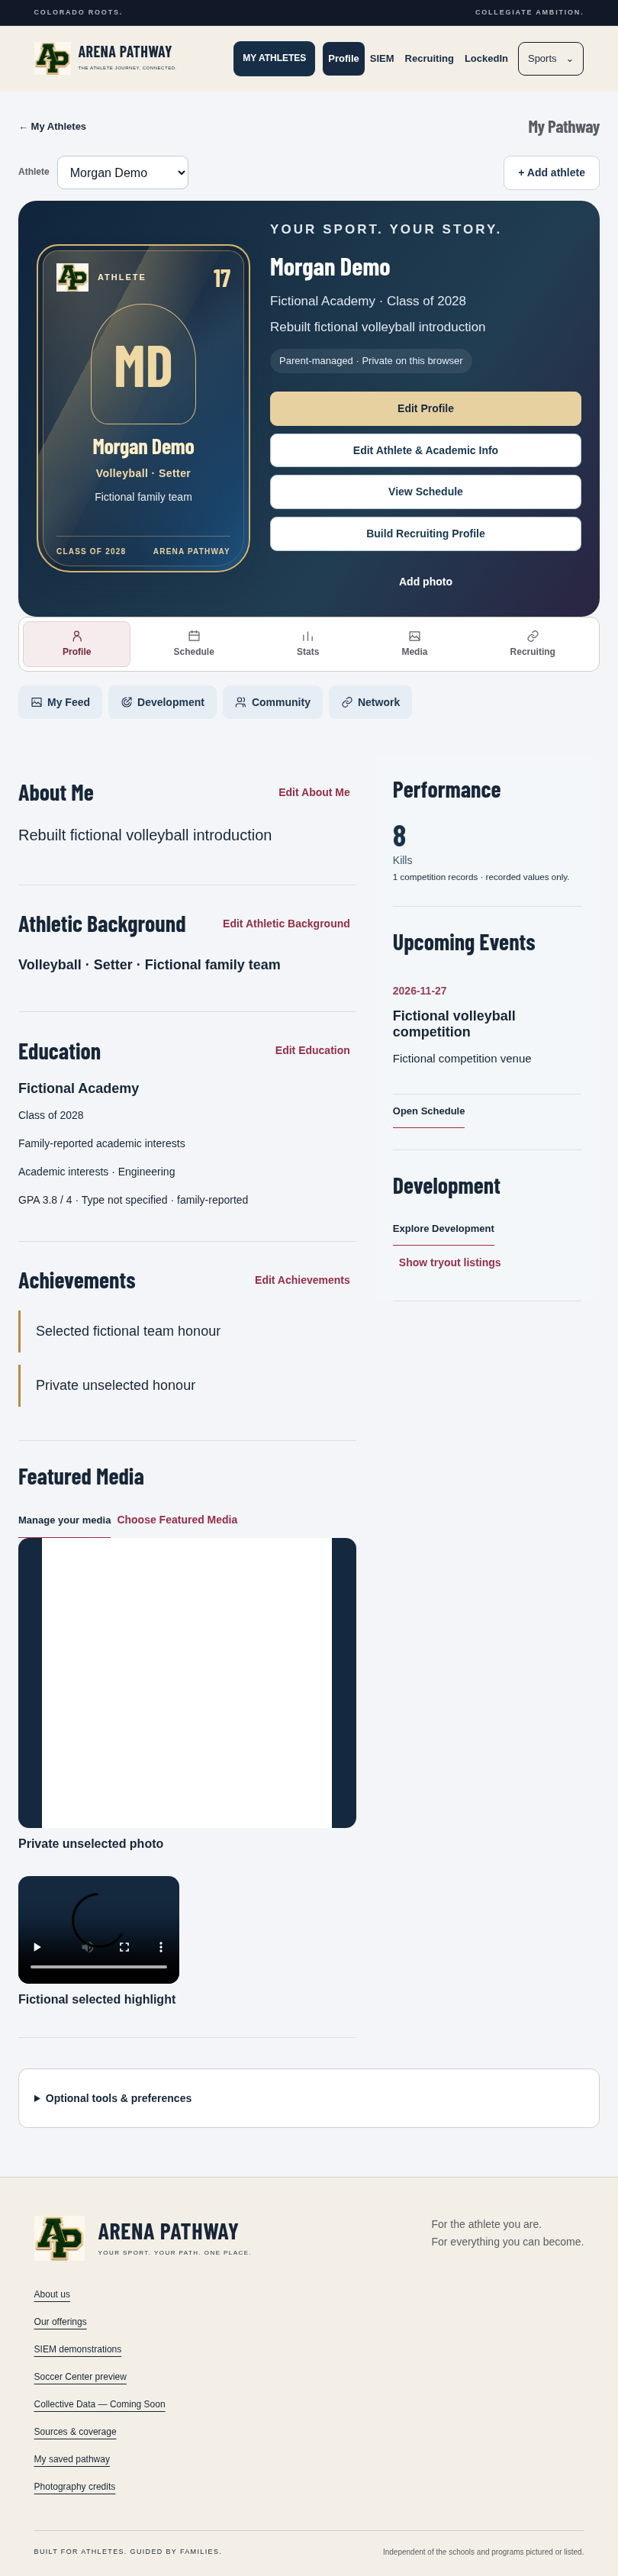 COLORADO ROOTS.
COLLEGIATE AMBITION.
AP
ARENA PATHWAY
THE ATHLETE JOURNEY, CONNECTED.
MY ATHLETES
Profile
SIEM
Recruiting
LockedIn
Sports
← My Athletes
My Pathway
Athlete
Morgan Demo
+ Add athlete
AP
ATHLETE
17
MD
Morgan Demo
Volleyball · Setter
Fictional family team
CLASS OF 2028
ARENA PATHWAY
YOUR SPORT. YOUR STORY.
Morgan Demo
Fictional Academy · Class of 2028
Rebuilt fictional volleyball introduction
Parent-managed · Private on this browser
Edit Profile
Edit Athlete & Academic Info
View Schedule
Build Recruiting Profile
Add photo
Profile
Schedule
Stats
Media
Recruiting
My Feed
Development
Community
Network
About Me
Edit About Me
Rebuilt fictional volleyball introduction
Athletic Background
Edit Athletic Background
Volleyball · Setter · Fictional family team
Education
Edit Education
Fictional Academy
Class of 2028
Family-reported academic interests
Academic interests · Engineering
GPA 3.8 / 4 · Type not specified · family-reported
Achievements
Edit Achievements
Selected fictional team honour
Private unselected honour
Featured Media
Manage your media
Choose Featured Media
Private unselected photo
Fictional selected highlight
Performance
8
Kills
1 competition records · recorded values only.
Upcoming Events
2026-11-27
Fictional volleyball
competition
Fictional competition venue
Open Schedule
Development
Explore Development
Show tryout listings
▶ Optional tools & preferences
AP
ARENA PATHWAY
YOUR SPORT. YOUR PATH. ONE PLACE.
For the athlete you are.
For everything you can become.
About us
Our offerings
SIEM demonstrations
Soccer Center preview
Collective Data — Coming Soon
Sources & coverage
My saved pathway
Photography credits
BUILT FOR ATHLETES. GUIDED BY FAMILIES.
Independent of the schools and programs pictured or listed.